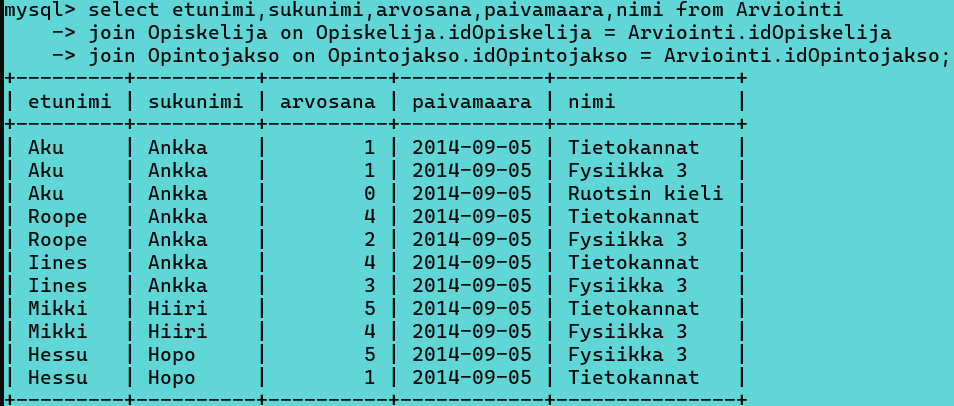 mysql> select etunimi,sukunimi,arvosana,paivamaara,nimi from Arviointi
    -> join Opiskelija on Opiskelija.idOpiskelija = Arviointi.idOpiskelija
    -> join Opintojakso on Opintojakso.idOpintojakso = Arviointi.idOpintojakso;
+---------+----------+----------+------------+---------------+
| etunimi | sukunimi | arvosana | paivamaara | nimi          |
+---------+----------+----------+------------+---------------+
| Aku     | Ankka    |        1 | 2014-09-05 | Tietokannat   |
| Aku     | Ankka    |        1 | 2014-09-05 | Fysiikka 3    |
| Aku     | Ankka    |        0 | 2014-09-05 | Ruotsin kieli |
| Roope   | Ankka    |        4 | 2014-09-05 | Tietokannat   |
| Roope   | Ankka    |        2 | 2014-09-05 | Fysiikka 3    |
| Iines   | Ankka    |        4 | 2014-09-05 | Tietokannat   |
| Iines   | Ankka    |        3 | 2014-09-05 | Fysiikka 3    |
| Mikki   | Hiiri    |        5 | 2014-09-05 | Tietokannat   |
| Mikki   | Hiiri    |        4 | 2014-09-05 | Fysiikka 3    |
| Hessu   | Hopo     |        5 | 2014-09-05 | Fysiikka 3    |
| Hessu   | Hopo     |        1 | 2014-09-05 | Tietokannat   |
+---------+----------+----------+------------+---------------+